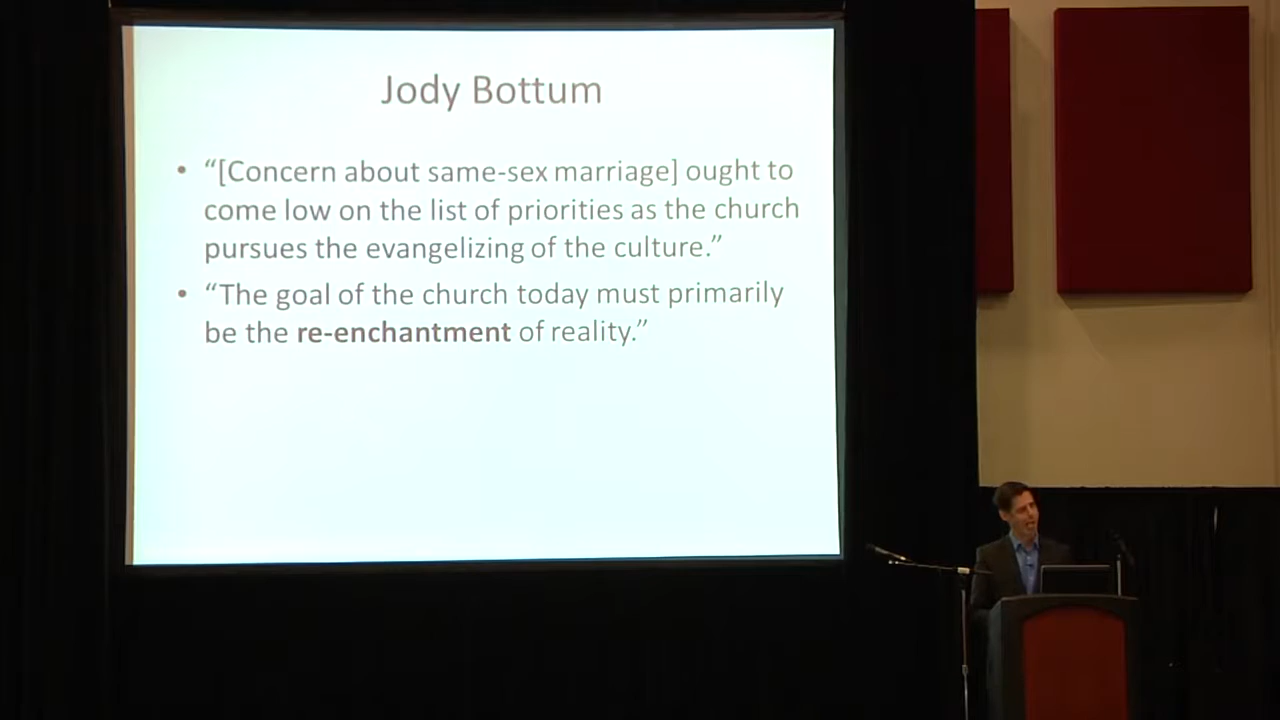 Jody Bottum
• “[Concern about same-sex marriage] ought to
come low on the list of priorities as the church
pursues the evangelizing of the culture.”
• “The goal of the church today must primarily
be the re-enchantment of reality.”